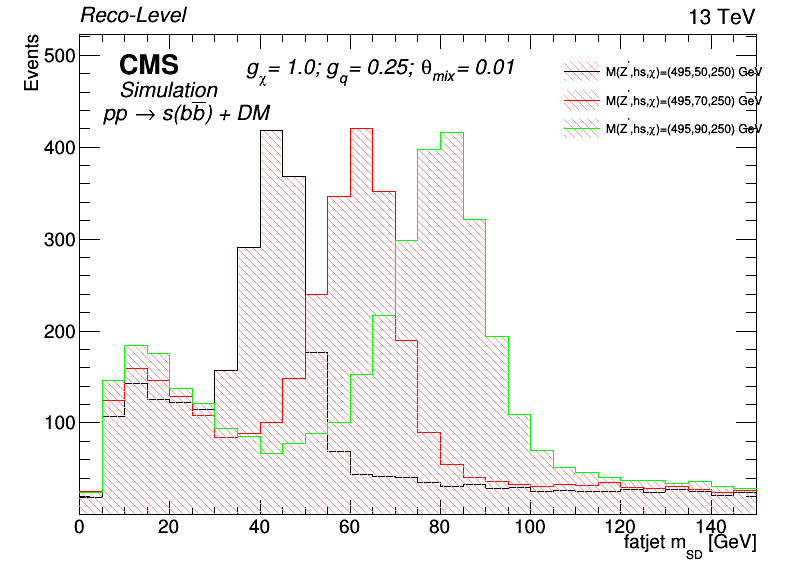 Reco-Level 13 TeV
Events
CMS
Simulation
pp → s(bb̅) + DM
g_χ = 1.0; g_q = 0.25; θ_mix = 0.01
M(Z',hs,χ)=(495,50,250) GeV
M(Z',hs,χ)=(495,70,250) GeV
M(Z',hs,χ)=(495,90,250) GeV
500
400
300
200
100
0 20 40 60 80 100 120 140
fatjet m_SD [GeV]